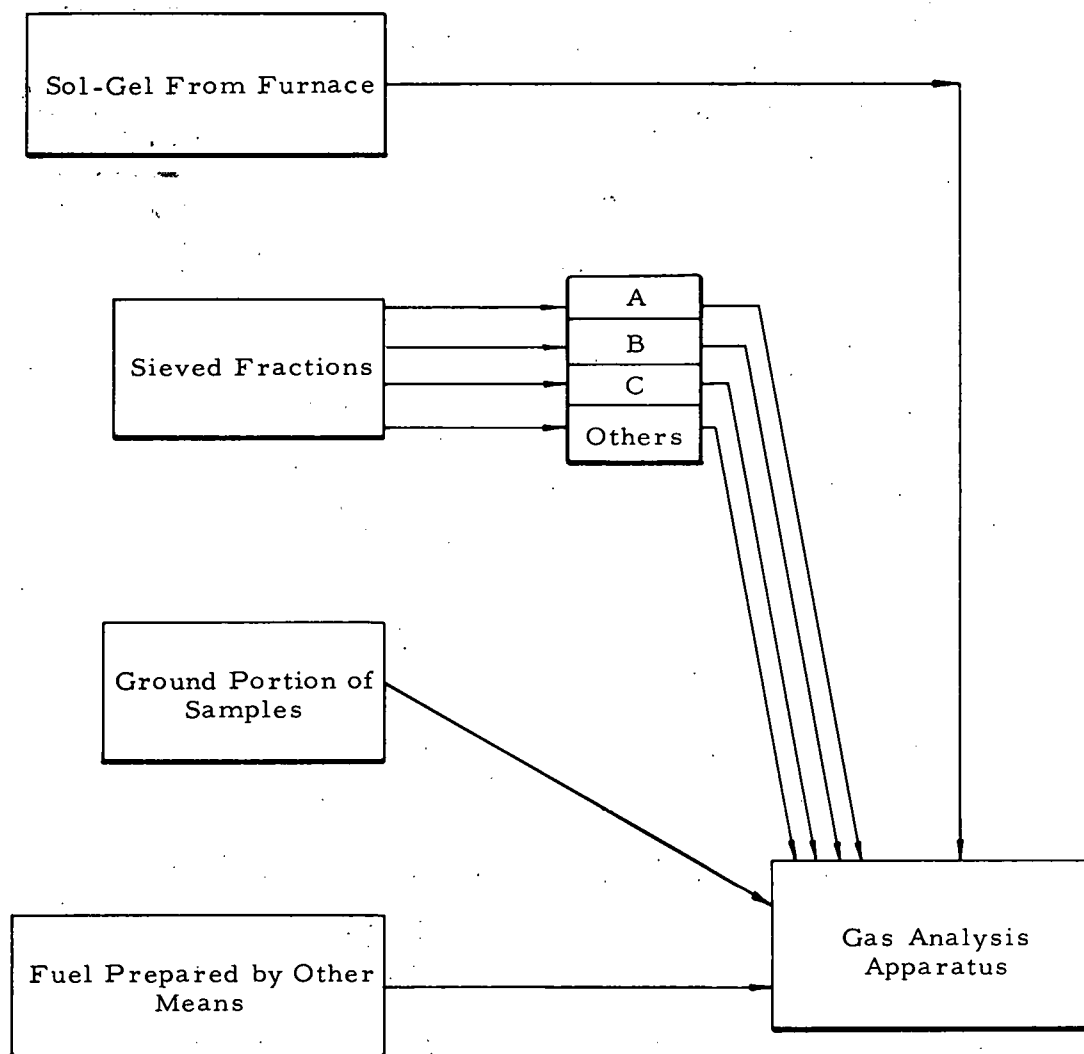 Sol-Gel From Furnace
Sieved Fractions
A
B
C
Others
Ground Portion of
Samples
Fuel Prepared by Other
Means
Gas Analysis
Apparatus